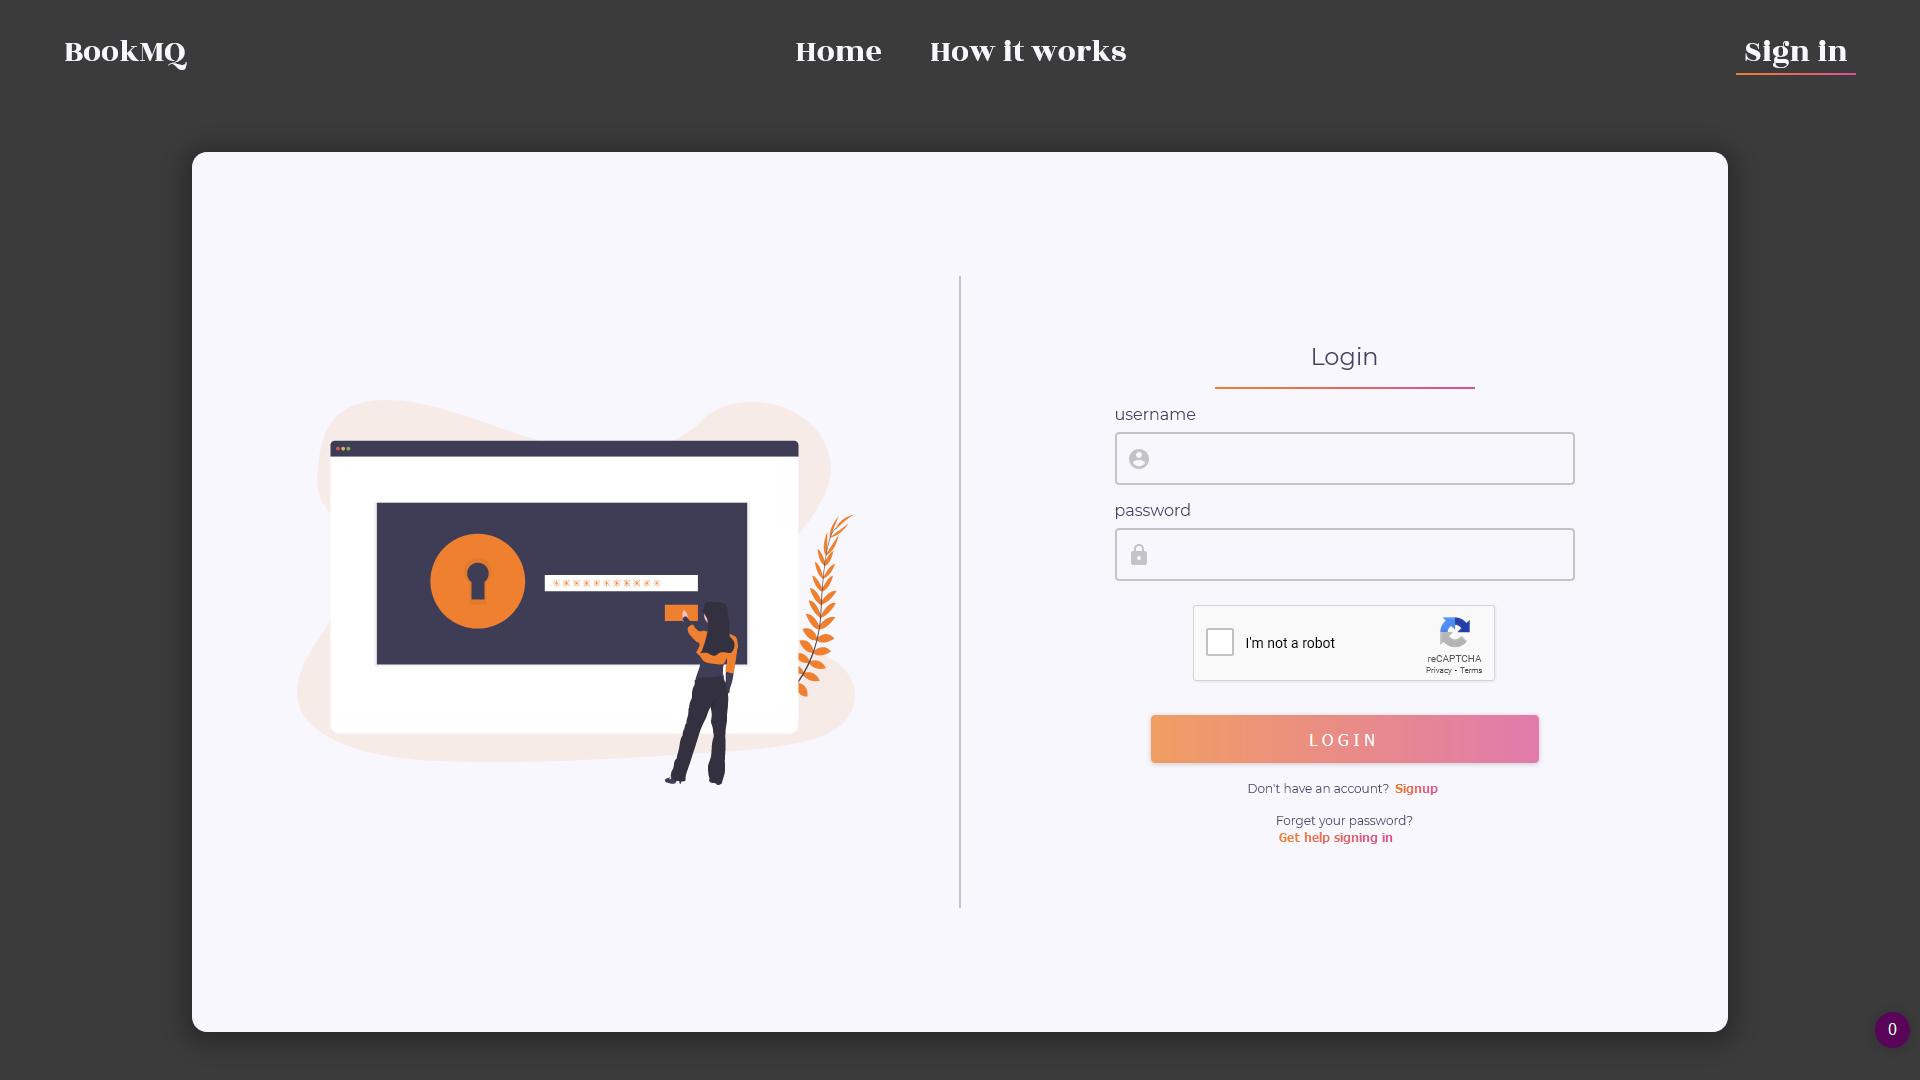 BookMQ
Home
How it works
Sign in
Login
username
password
✳✳✳✳✳✳✳✳✳✳✳
I'm not a robot
reCAPTCHA
Privacy - Terms
LOGIN
Don't have an account? Signup
Forget your password?
Get help signing in
0